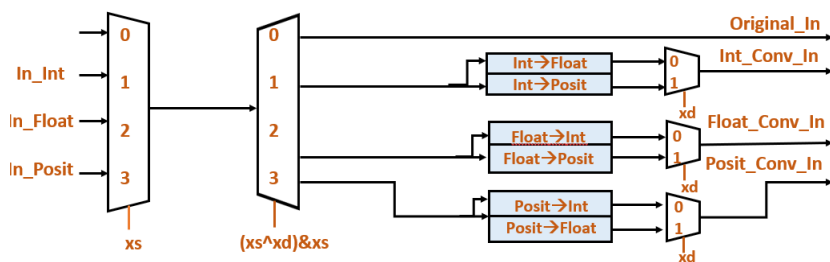 Original_In
0
0
Int_Conv_In
Int→Float
0
In_Int
1
1
Int→Posit
1
xd
In_Float
2
2
Float→Int
0
Float_Conv_In
Float→Posit
1
Posit_Conv_In
xd
In_Posit
3
3
Posit→Int
0
Posit→Float
1
xs
(xs^xd)&xs
xd